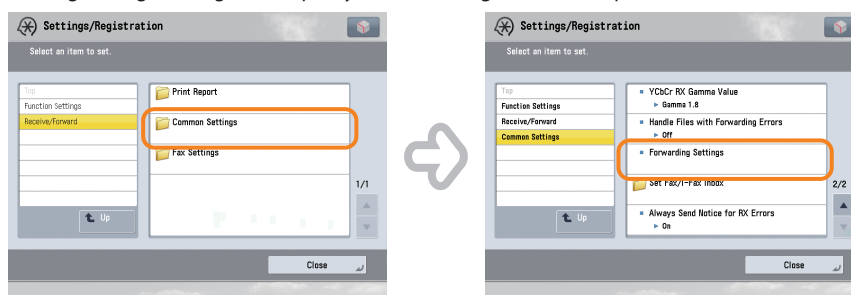 Settings/Registration
Select an item to set.
Top
Function Settings
Receive/Forward
Print Report
Common Settings
Fax Settings
1/1
Up
Close
Settings/Registration
Select an item to set.
Top
Function Settings
Receive/Forward
Common Settings
YCbCr RX Gamma Value
Gamma 1.8
Handle Files with Forwarding Errors
Off
Forwarding Settings
Set Fax/I-Fax Inbox
Always Send Notice for RX Errors
On
2/2
Up
Close